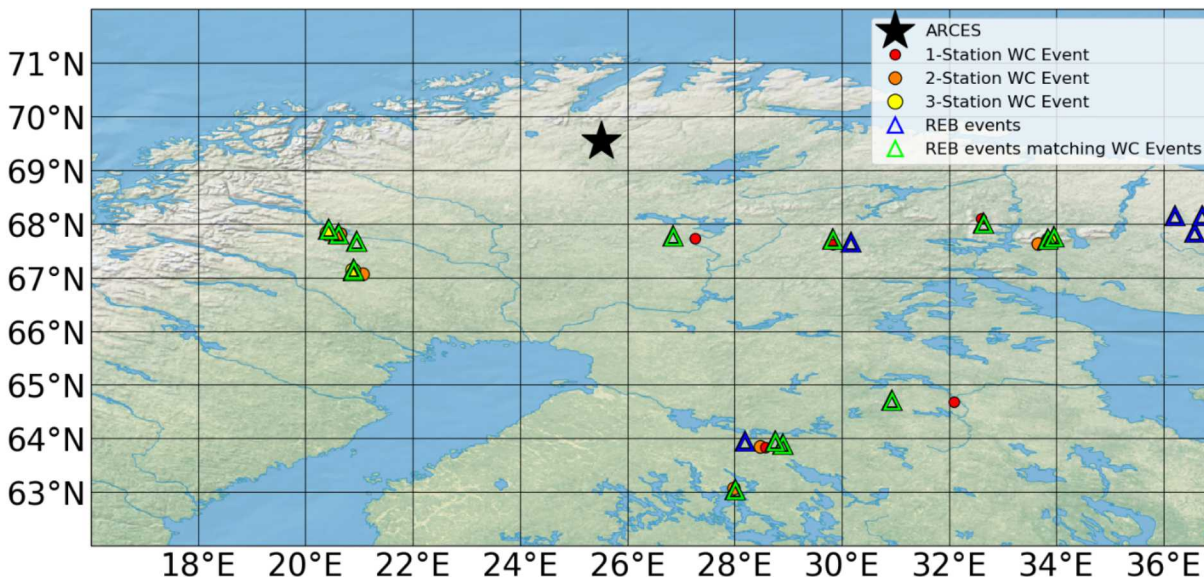 ARCES
1-Station WC Event
2-Station WC Event
3-Station WC Event
REB events
REB events matching WC Events
71°N
70°N
69°N
68°N
67°N
66°N
65°N
64°N
63°N
18°E 20°E 22°E 24°E 26°E 28°E 30°E 32°E 34°E 36°E